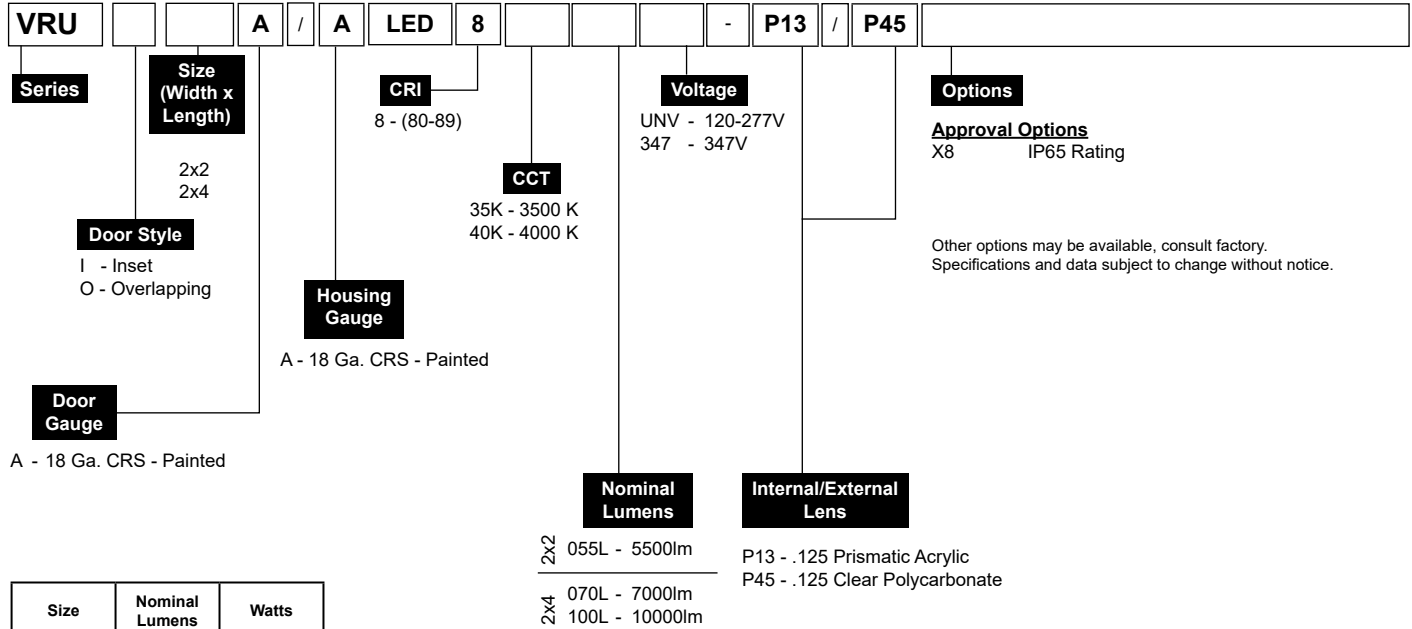 VRU A / A LED 8 - P13 / P45
Series
Size
(Width x
Length)
2x2
2x4
CRI
8 - (80-89)
Voltage
UNV - 120-277V
347 - 347V
Options
Approval Options
X8 IP65 Rating
CCT
35K - 3500 K
40K - 4000 K
Door Style
I - Inset
O - Overlapping
Other options may be available, consult factory.
Specifications and data subject to change without notice.
Housing
Gauge
A - 18 Ga. CRS - Painted
Door
Gauge
A - 18 Ga. CRS - Painted
Nominal
Lumens
2x2 055L - 5500lm
2x4 070L - 7000lm
100L - 10000lm
Internal/External
Lens
P13 - .125 Prismatic Acrylic
P45 - .125 Clear Polycarbonate
Size Nominal Lumens Watts